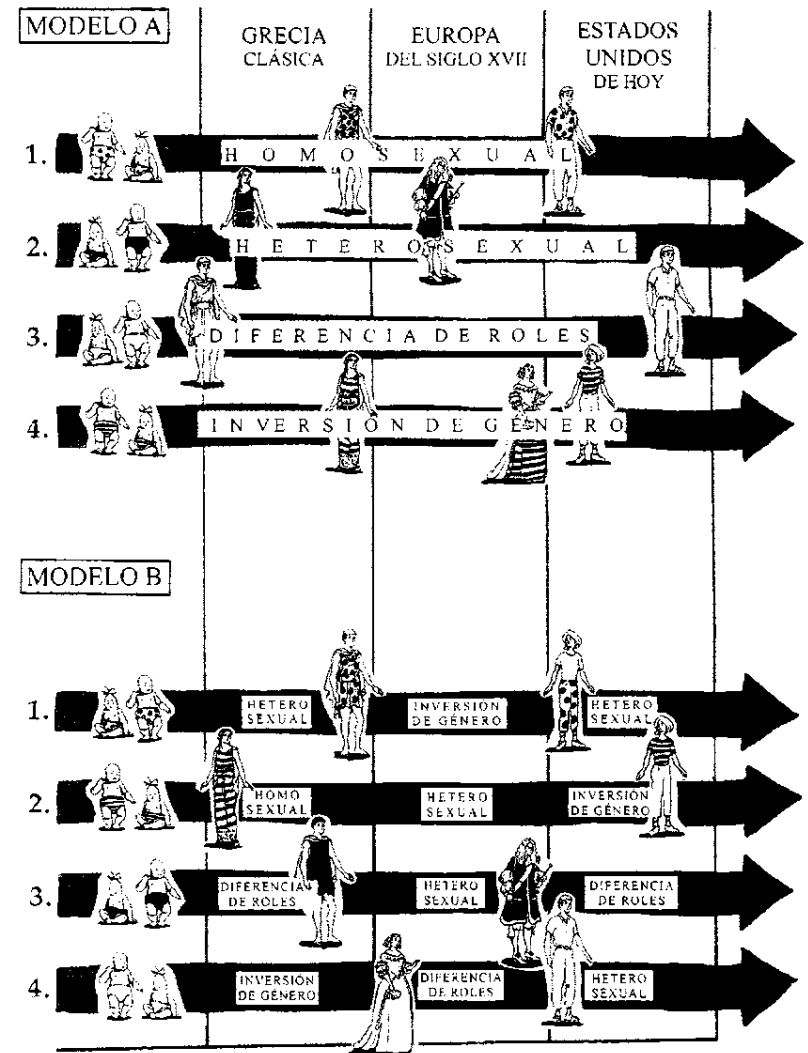 MODELO A
GRECIA
CLÁSICA
EUROPA
DEL SIGLO XVII
ESTADOS
UNIDOS
DE HOY
1.
HOMOSEXUAL
2.
HETEROSEXUAL
3.
DIFERENCIA DE ROLES
4.
INVERSIÓN DE GÉNERO
MODELO B
1.
HETERO
SEXUAL
INVERSIÓN
DE GÉNERO
HETERO
SEXUAL
2.
HOMO
SEXUAL
HETERO
SEXUAL
INVERSIÓN
DE GÉNERO
3.
DIFERENCIA
DE ROLES
HETERO
SEXUAL
DIFERENCIA
DE ROLES
4.
INVERSIÓN
DE GÉNERO
DIFERENCIA
DE ROLES
HETERO
SEXUAL